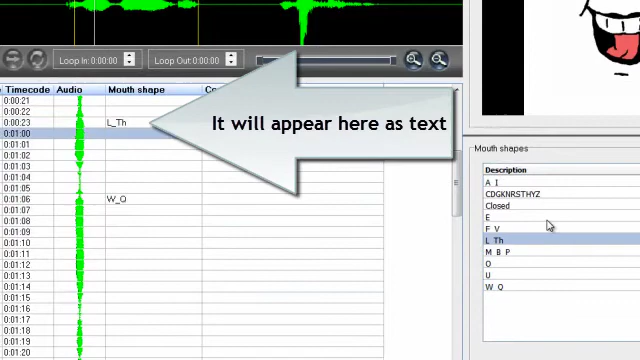 Loop In: 0:00:00
Loop Out: 0:00:00
Timecode Audio Mouth shape
0:00:21
0:00:22
0:00:23 L_Th
0:01:00
0:01:01
0:01:02
0:01:03
0:01:04
0:01:05
0:01:06 W_Q
0:01:07
0:01:08
0:01:09
0:01:10
0:01:11
0:01:12
0:01:13
0:01:14
0:01:15
0:01:16
0:01:17
0:01:18
0:01:19
0:01:20
It will appear here as text
Mouth shapes
Description
A I
CDGKNRSTHYZ
Closed
E
F V
L Th
M B P
O
U
W Q